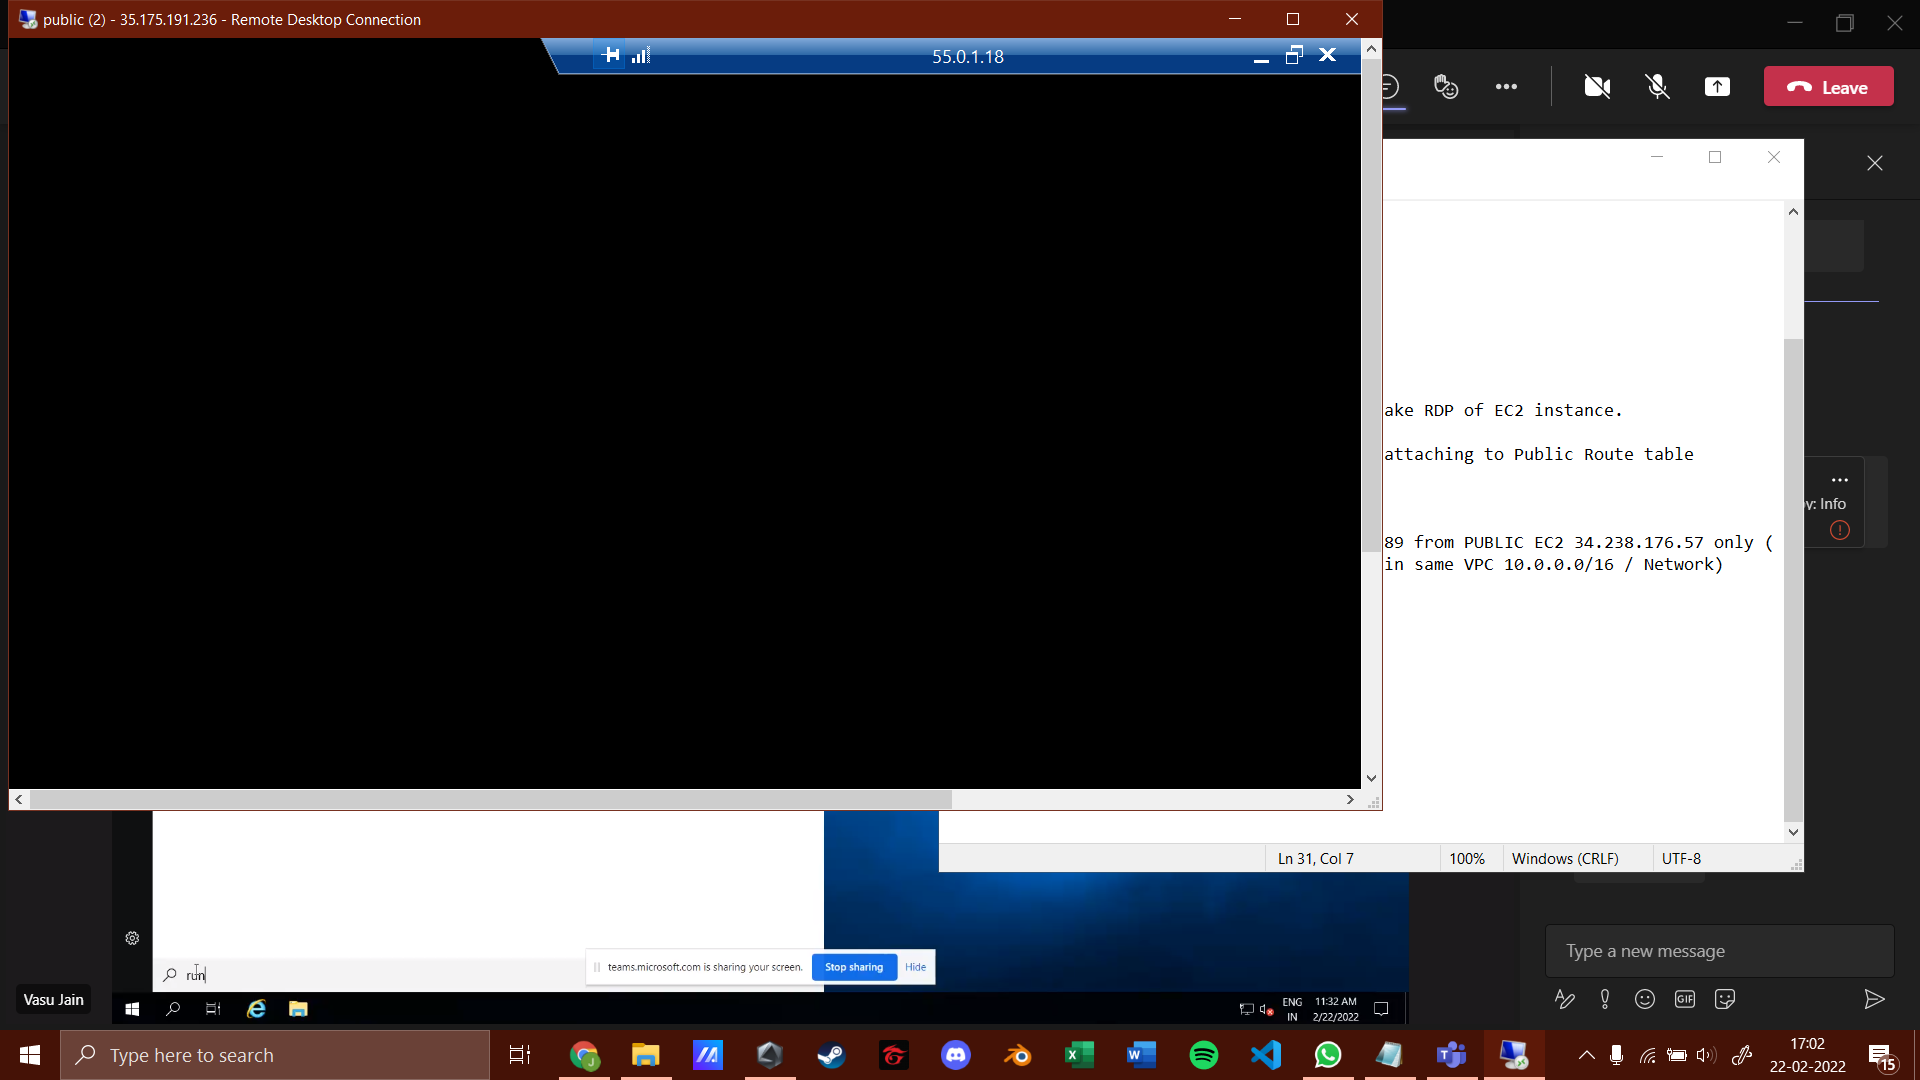 public (2) - 35.175.191.236 - Remote Desktop Connection
55.0.1.18
Leave
ake RDP of EC2 instance.
attaching to Public Route table
y: Info
89 from PUBLIC EC2 34.238.176.57 only (
in same VPC 10.0.0.0/16 / Network)
Ln 31, Col 7
100%
Windows (CRLF)
UTF-8
Type a new message
GIF
run
teams.microsoft.com is sharing your screen.
Stop sharing
Hide
Vasu Jain
ENG
IN
11:32 AM
2/22/2022
Type here to search
17:02
22-02-2022
15